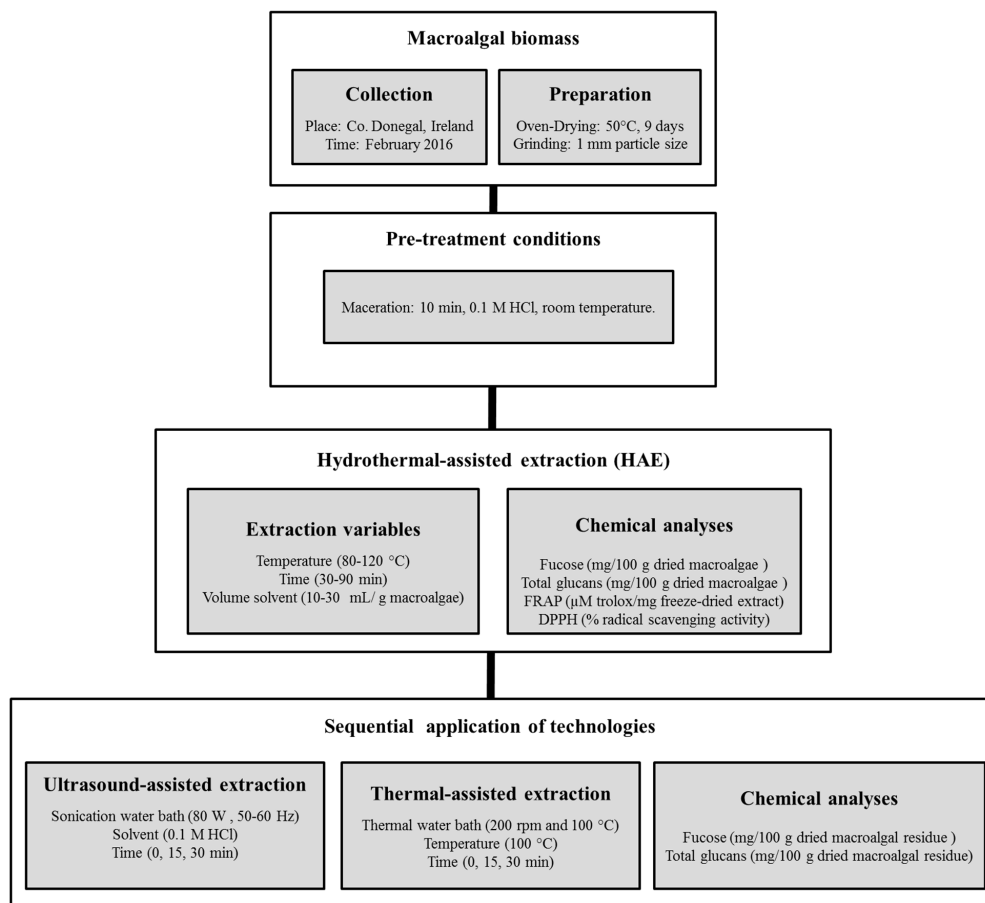 Macroalgal biomass
Collection
Place: Co. Donegal, Ireland
Time: February 2016
Preparation
Oven-Drying: 50°C, 9 days
Grinding: 1 mm particle size
Pre-treatment conditions
Maceration: 10 min, 0.1 M HCl, room temperature.
Hydrothermal-assisted extraction (HAE)
Extraction variables
Temperature (80-120 °C)
Time (30-90 min)
Volume solvent (10-30 mL/ g macroalgae)
Chemical analyses
Fucose (mg/100 g dried macroalgae )
Total glucans (mg/100 g dried macroalgae )
FRAP (µM trolox/mg freeze-dried extract)
DPPH (% radical scavenging activity)
Sequential application of technologies
Ultrasound-assisted extraction
Sonication water bath (80 W , 50-60 Hz)
Solvent (0.1 M HCl)
Time (0, 15, 30 min)
Thermal-assisted extraction
Thermal water bath (200 rpm and 100 °C)
Temperature (100 °C)
Time (0, 15, 30 min)
Chemical analyses
Fucose (mg/100 g dried macroalgal residue )
Total glucans (mg/100 g dried macroalgal residue)